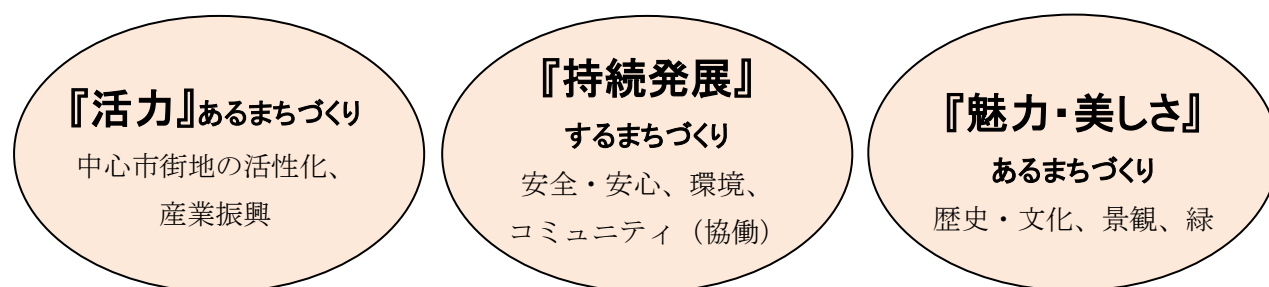 『活力』あるまちづくり
中心市街地の活性化、
産業振興
『持続発展』
するまちづくり
安全・安心、環境、
コミュニティ（協働）
『魅力・美しさ』
あるまちづくり
歴史・文化、景観、緑